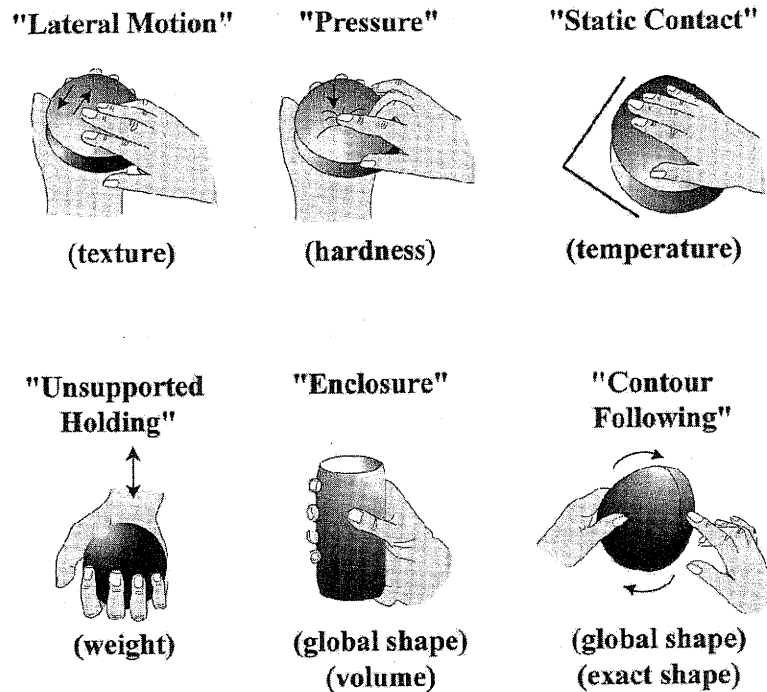 "Lateral Motion"
"Pressure"
"Static Contact"
(texture)
(hardness)
(temperature)
"Unsupported
Holding"
"Enclosure"
"Contour
Following"
(weight)
(global shape)
(volume)
(global shape)
(exact shape)